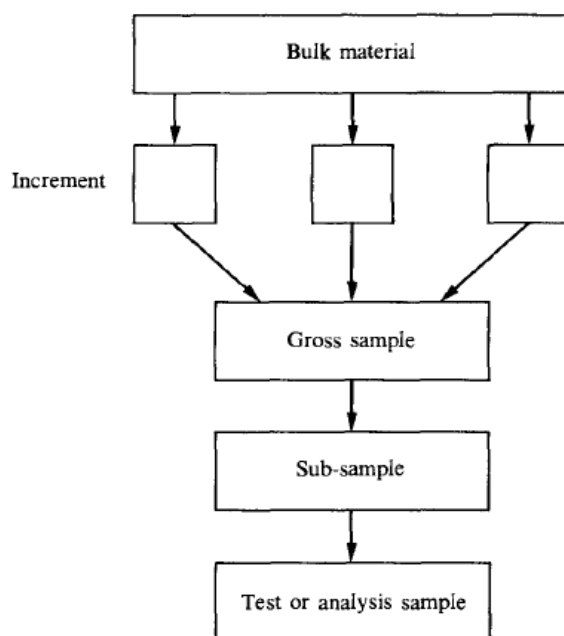 Bulk material
Increment
Gross sample
Sub-sample
Test or analysis sample